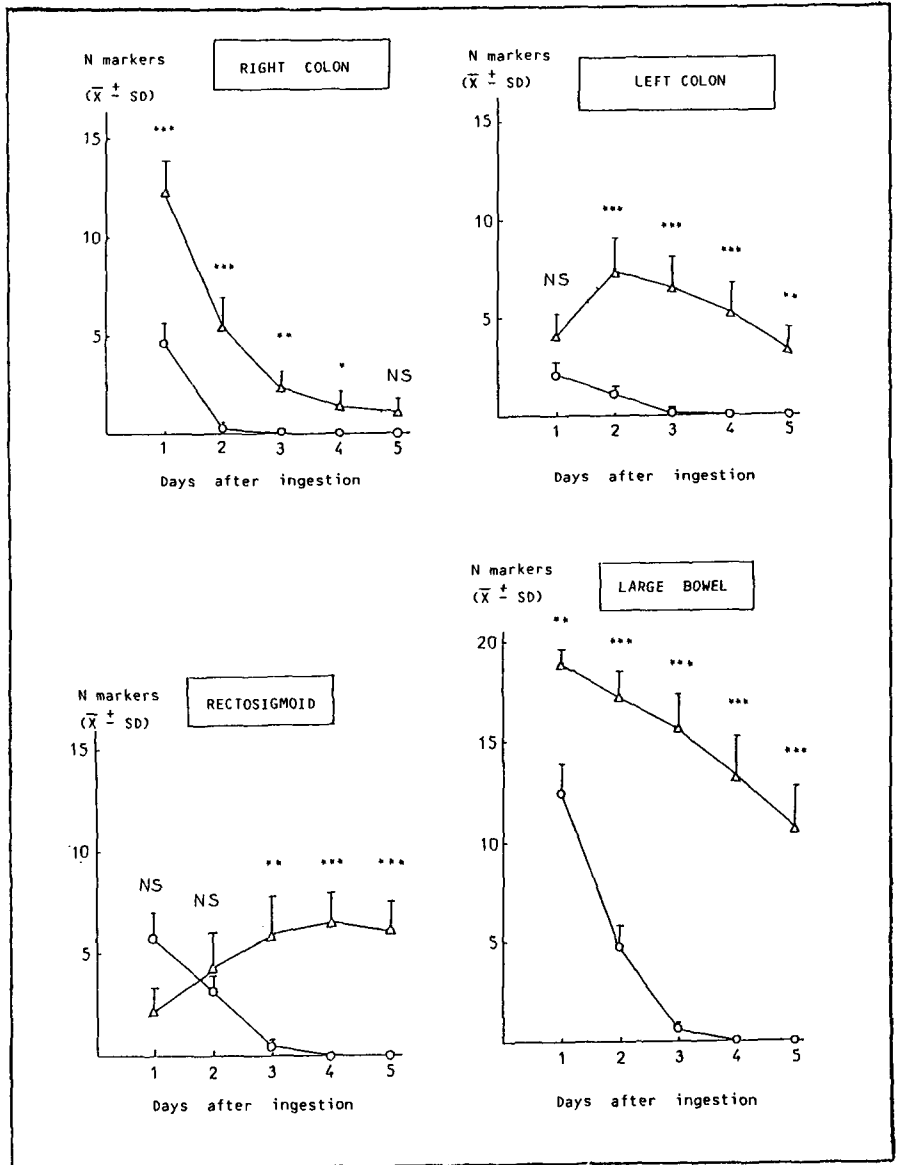 N markers
(X̄ ± SD)
RIGHT COLON
15
10
5
***
***
**
*
NS
1 2 3 4 5
Days after ingestion
N markers
(X̄ ± SD)
LEFT COLON
15
10
5
NS
***
***
***
**
1 2 3 4 5
Days after ingestion
N markers
(X̄ ± SD)
RECTOSIGMOID
15
10
5
NS
NS
**
***
***
1 2 3 4 5
Days after ingestion
N markers
(X̄ ± SD)
LARGE BOWEL
20
15
10
5
**
***
***
***
***
1 2 3 4 5
Days after ingestion